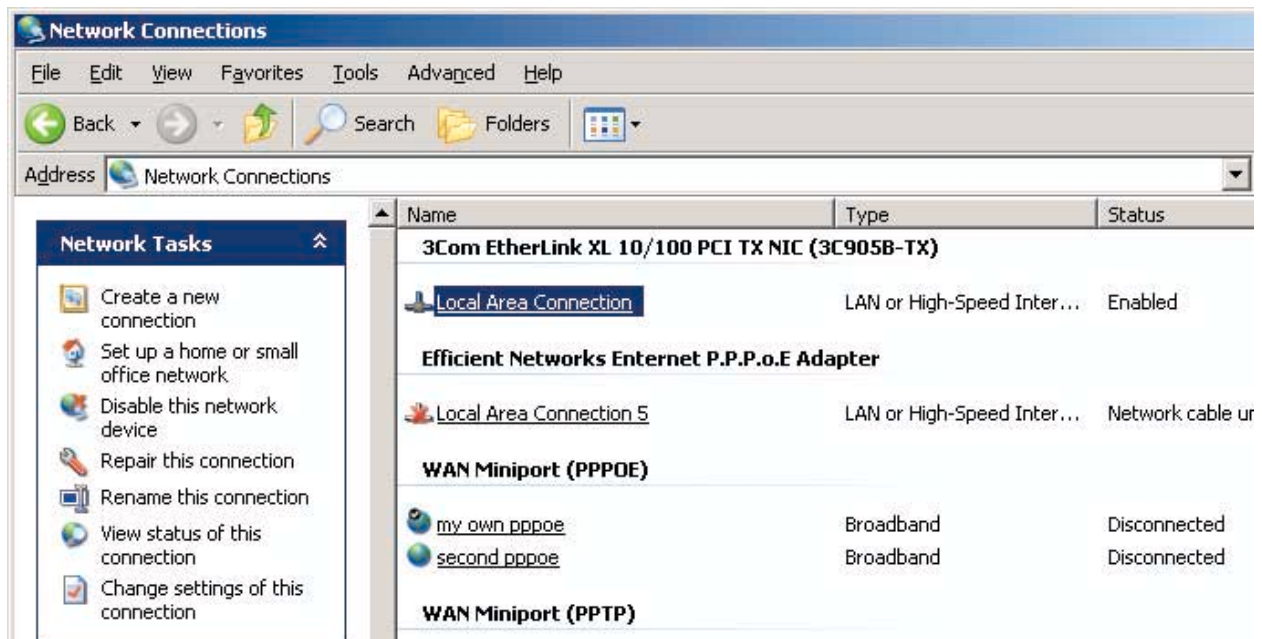 Network Connections
File Edit View Favorites Tools Advanced Help
Back Search Folders
Address Network Connections
Network Tasks
Create a new
connection
Set up a home or small
office network
Disable this network
device
Repair this connection
Rename this connection
View status of this
connection
Change settings of this
connection
Name Type Status
3Com EtherLink XL 10/100 PCI TX NIC (3C905B-TX)
Local Area Connection LAN or High-Speed Inter... Enabled
Efficient Networks Internet P.P.P.o.E Adapter
Local Area Connection 5 LAN or High-Speed Inter... Network cable ur
WAN Miniport (PPPOE)
my own pppoe Broadband Disconnected
second pppoe Broadband Disconnected
WAN Miniport (PPTP)